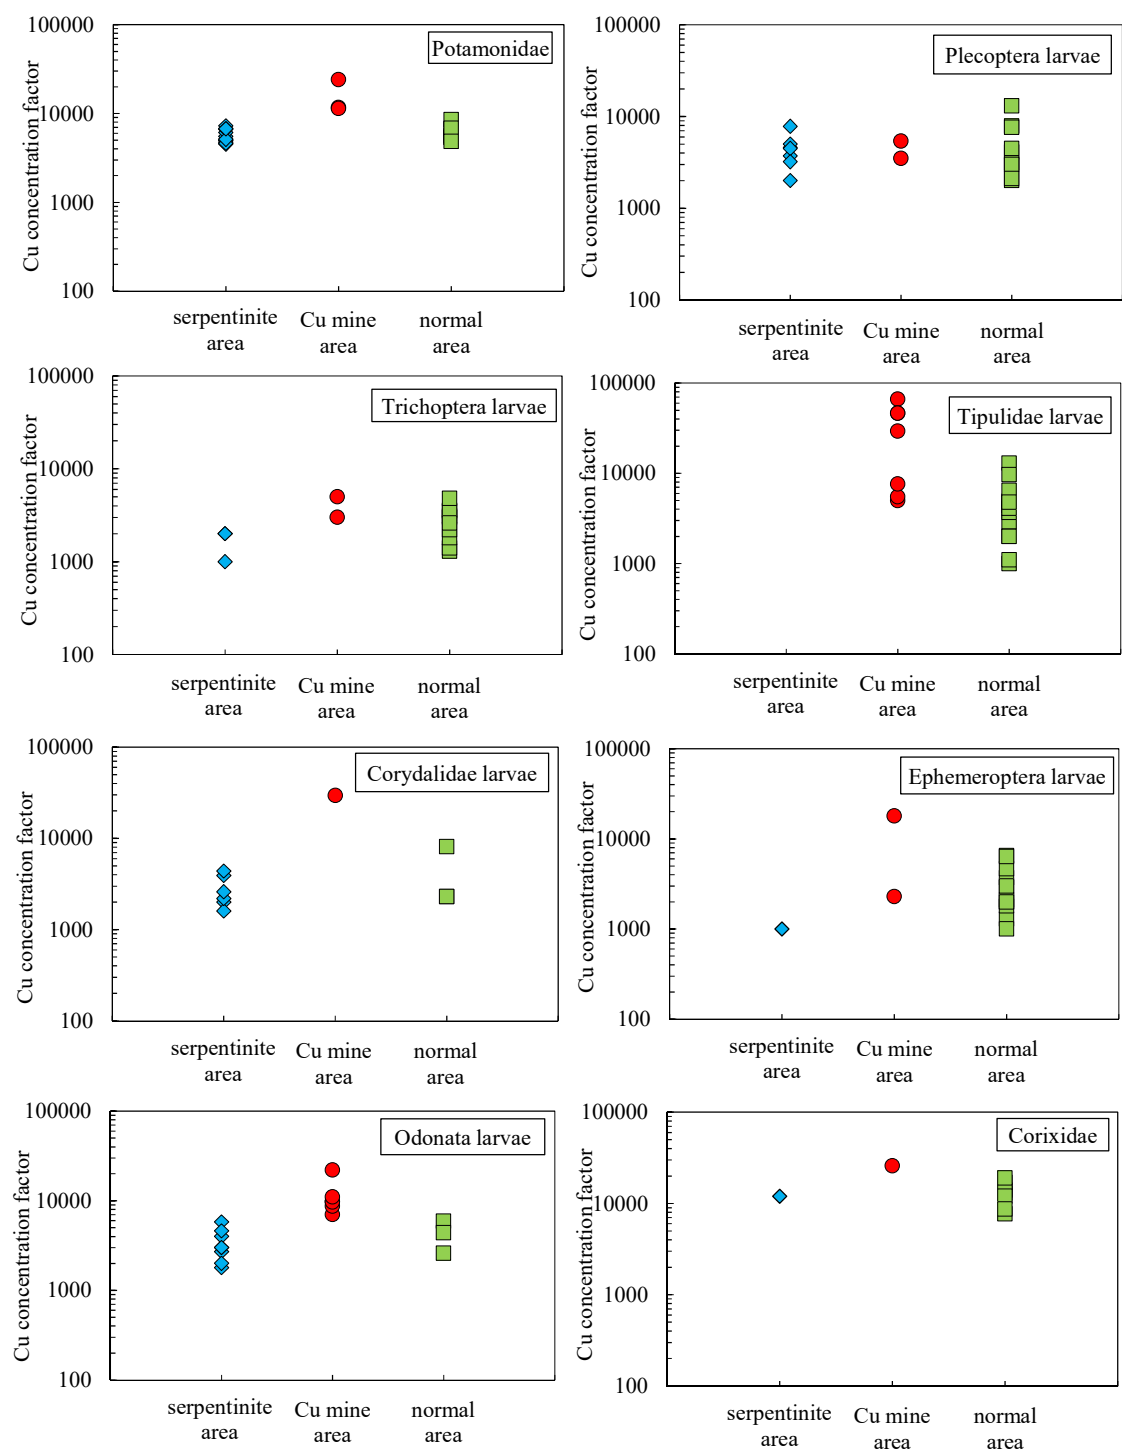 Cu concentration factor
100000
10000
1000
100
Potamonidae
serpentinite
area
Cu mine
area
normal
area
Cu concentration factor
100000
10000
1000
100
Plecoptera larvae
serpentinite
area
Cu mine
area
normal
area
Cu concentration factor
100000
10000
1000
100
Trichoptera larvae
serpentinite
area
Cu mine
area
normal
area
Cu concentration factor
100000
10000
1000
100
Tipulidae larvae
serpentinite
area
Cu mine
area
normal
area
Cu concentration factor
100000
10000
1000
100
Corydalidae larvae
serpentinite
area
Cu mine
area
normal
area
Cu concentration factor
100000
10000
1000
100
Ephemeroptera larvae
serpentinite
area
Cu mine
area
normal
area
Cu concentration factor
100000
10000
1000
100
Odonata larvae
serpentinite
area
Cu mine
area
normal
area
Cu concentration factor
100000
10000
1000
100
Corixidae
serpentinite
area
Cu mine
area
normal
area